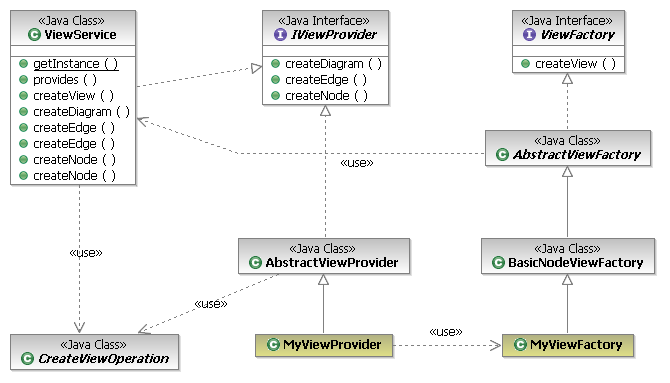 «Java Class»
C ViewService
getInstance ( )
provides ( )
createView ( )
createDiagram ( )
createEdge ( )
createEdge ( )
createNode ( )
createNode ( )
«Java Interface»
I IViewProvider
createDiagram ( )
createEdge ( )
createNode ( )
«Java Interface»
I ViewFactory
createView ( )
«Java Class»
C AbstractViewFactory
«use»
«use»
«Java Class»
C AbstractViewProvider
«Java Class»
C BasicNodeViewFactory
«use»
«Java Class»
C CreateViewOperation
C MyViewProvider
«use»
C MyViewFactory